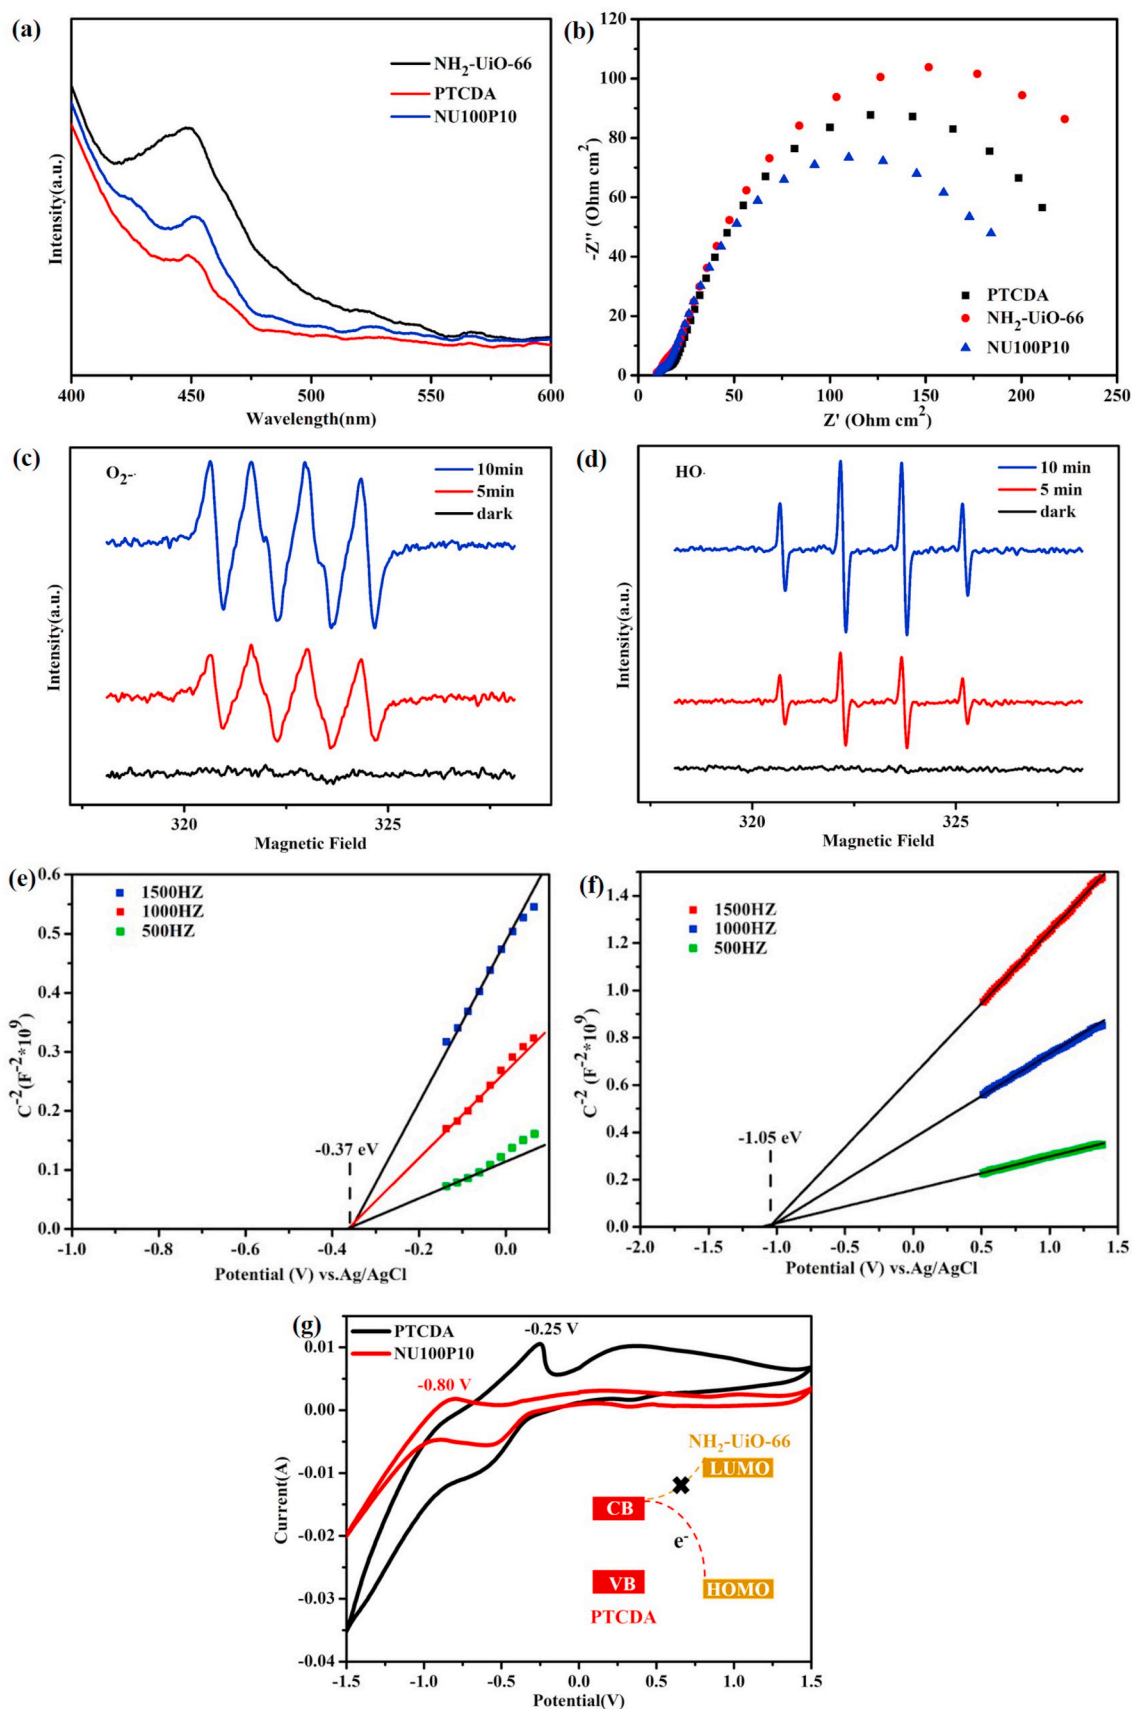 (a)
NH2-UiO-66
PTCDA
NU100P10
Intensity(a.u.)
400 450 500 550 600
Wavelength(nm)
(b)
120
100
80
60
40
20
0
-Z'' (Ohm cm2)
PTCDA
NH2-UiO-66
NU100P10
0 50 100 150 200 250
Z' (Ohm cm2)
(c)
O2-·
10min
5min
dark
Intensity(a.u.)
320 325
Magnetic Field
(d)
HO·
10 min
5 min
dark
Intensity(a.u.)
320 325
Magnetic Field
(e)
0.6
0.5
0.4
0.3
0.2
0.1
0.0
C-2(F-2*109)
1500HZ
1000HZ
500HZ
-0.37 eV
-1.0 -0.8 -0.6 -0.4 -0.2 0.0
Potential (V) vs.Ag/AgCl
(f)
1.4
1.2
1.0
0.8
0.6
0.4
0.2
0.0
C-2 (F-2*109)
1500HZ
1000HZ
500HZ
-1.05 eV
-2.0 -1.5 -1.0 -0.5 0.0 0.5 1.0 1.5
Potential (V) vs.Ag/AgCl
(g)
0.01
0.00
-0.01
-0.02
-0.03
-0.04
Current(A)
PTCDA
NU100P10
-0.25 V
-0.80 V
NH2-UiO-66
LUMO
CB
e-
VB
HOMO
PTCDA
-1.5 -1.0 -0.5 0.0 0.5 1.0 1.5
Potential(V)